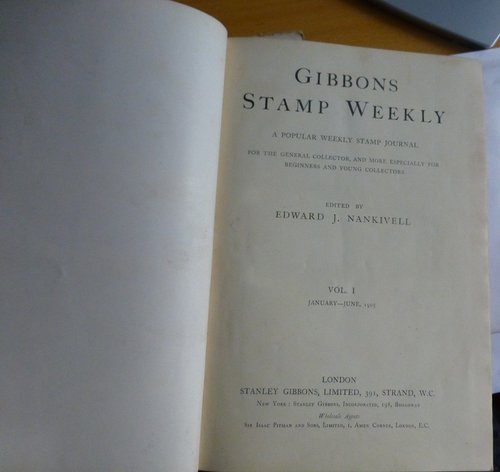 GIBBONS
STAMP WEEKLY
A POPULAR WEEKLY STAMP JOURNAL
FOR THE GENERAL COLLECTOR, AND MORE ESPECIALLY FOR
BEGINNERS AND YOUNG COLLECTORS
EDITED BY
EDWARD J. NANKIVELL
VOL. I
JANUARY—JUNE, 1905
LONDON
STANLEY GIBBONS, LIMITED, 391, STRAND, W.C.
NEW YORK: STANLEY GIBBONS, INCORPORATED, 198, BROADWAY
Wholesale Agents
SIR ISAAC PITMAN AND SONS, LIMITED, 1, AMEN CORNER, LONDON, E.C.